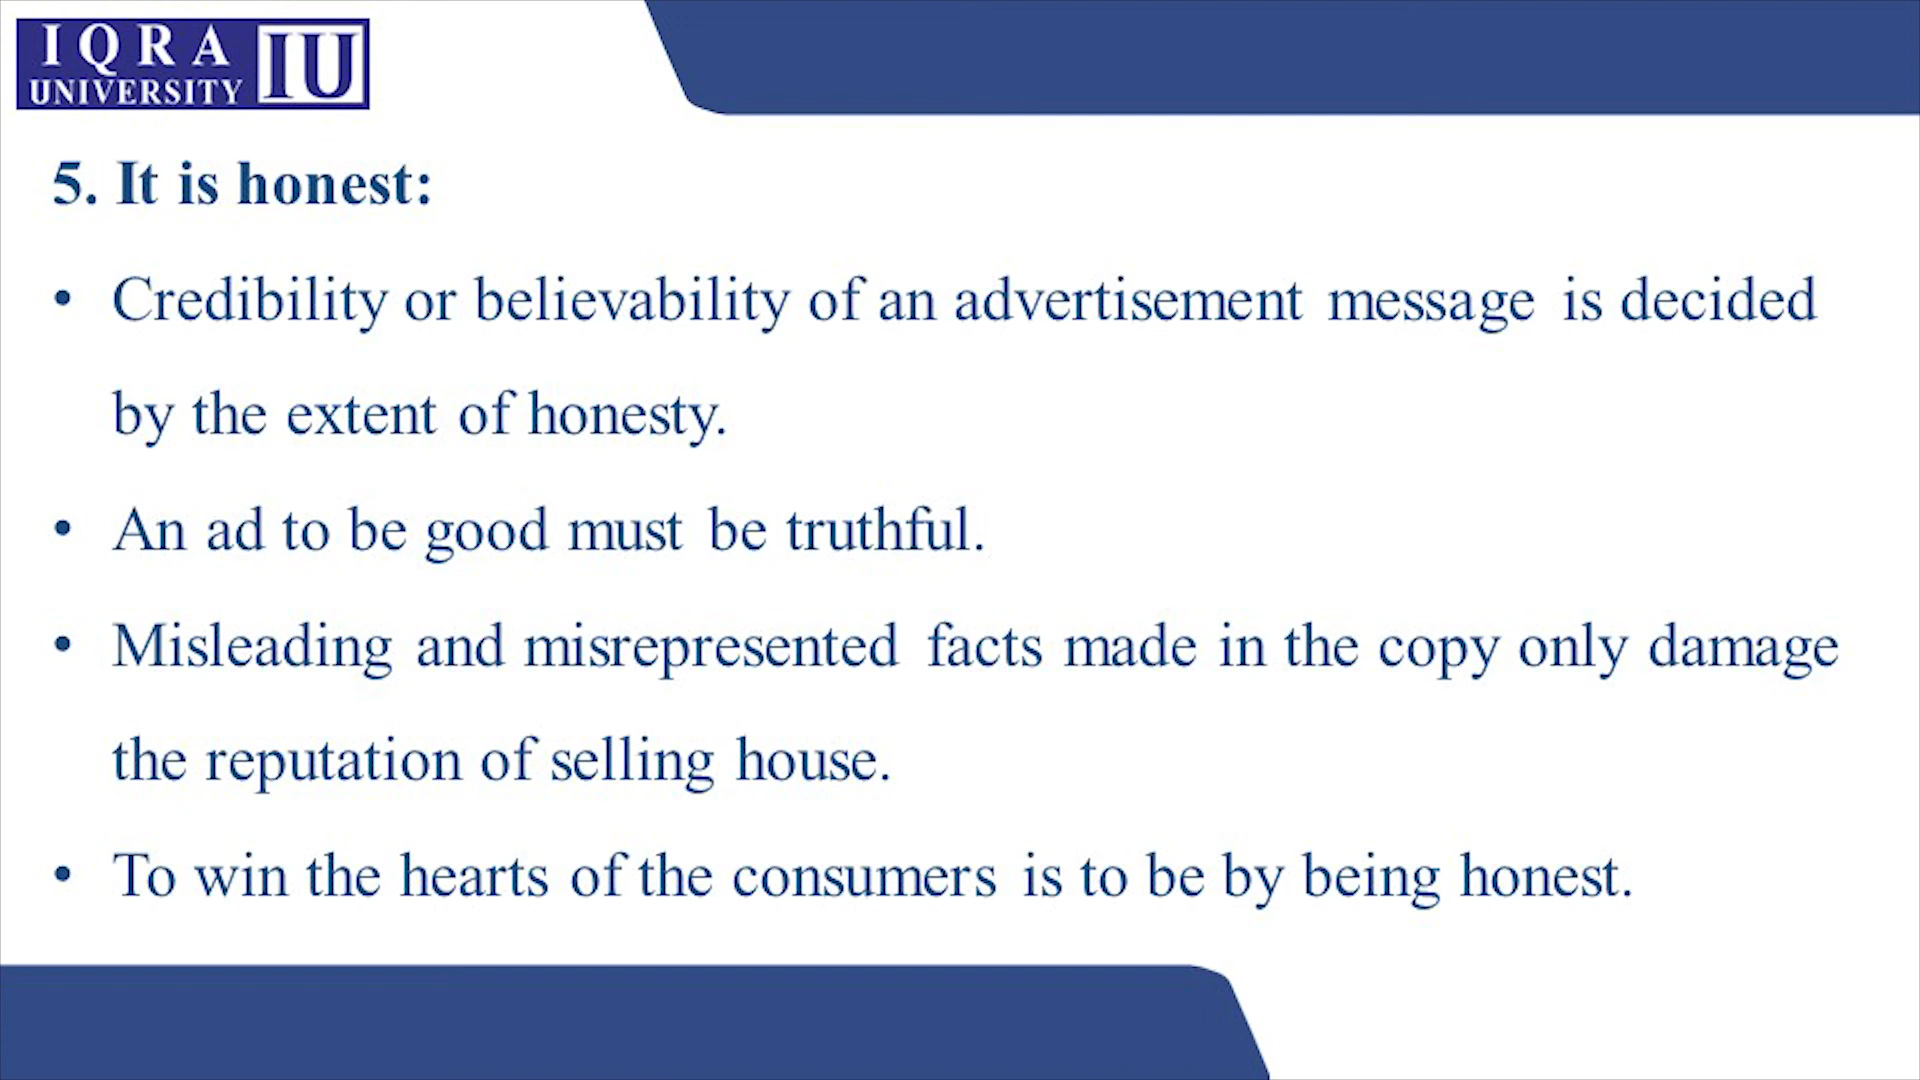 IQRA
UNIVERSITY
IU
5. It is honest:
• Credibility or believability of an advertisement message is decided
by the extent of honesty.
• An ad to be good must be truthful.
• Misleading and misrepresented facts made in the copy only damage
the reputation of selling house.
• To win the hearts of the consumers is to be by being honest.